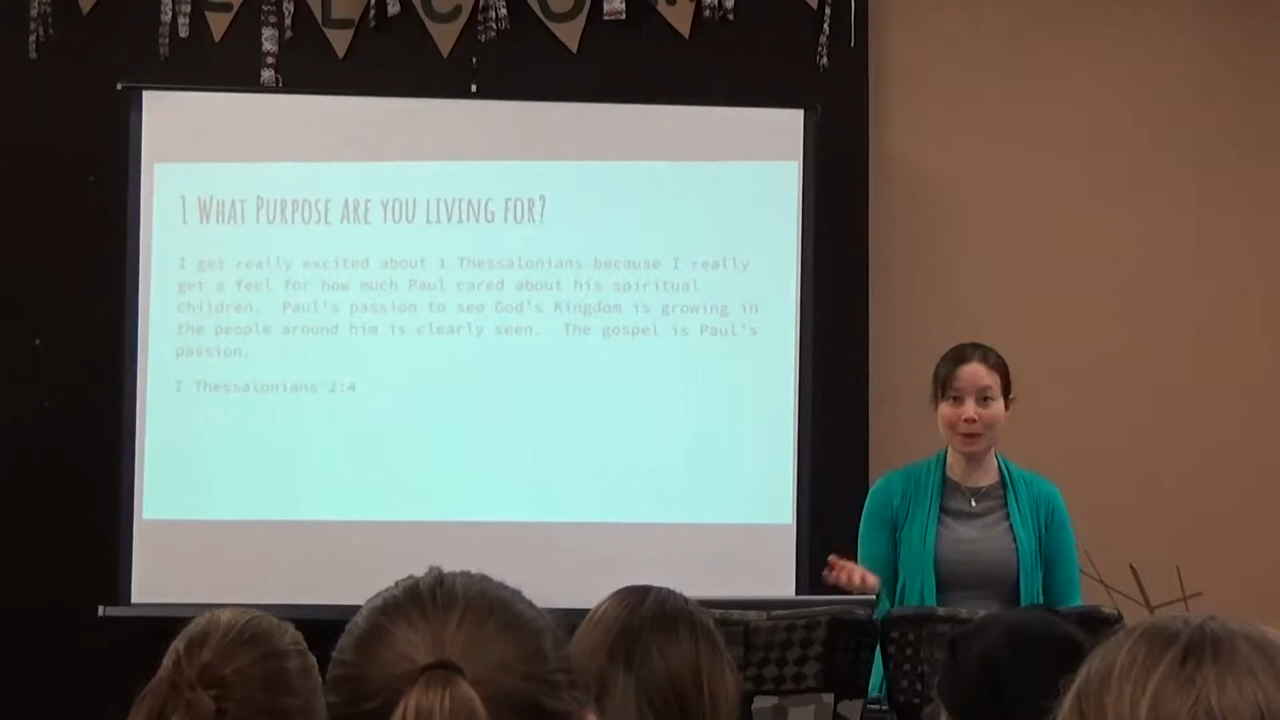 ELCO
1 WHAT PURPOSE ARE YOU LIVING FOR?
I get really excited about 1 Thessalonians because I really
get a feel for how much Paul cared about his spiritual
children. Paul's passion to see God's Kingdom is growing in
the people around him is clearly seen. The gospel is Paul's
passion.
I Thessalonians 2:4